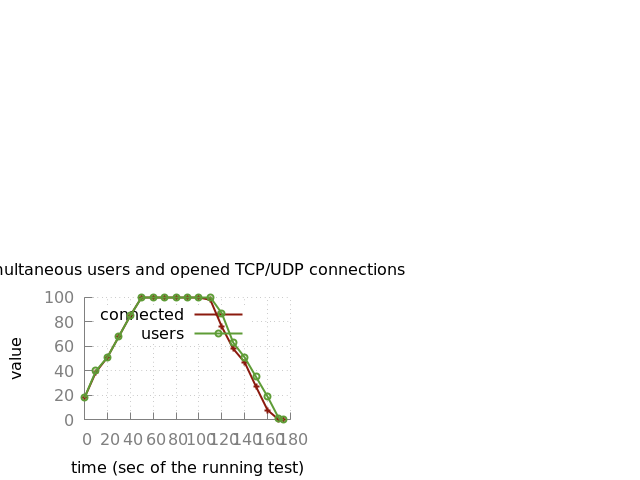 users and opened TCP/UDP connections
100
connected
80
users
60
40
20
0
value
0 20 40 60 80 100 120 140 160 180
time (sec of the running test)